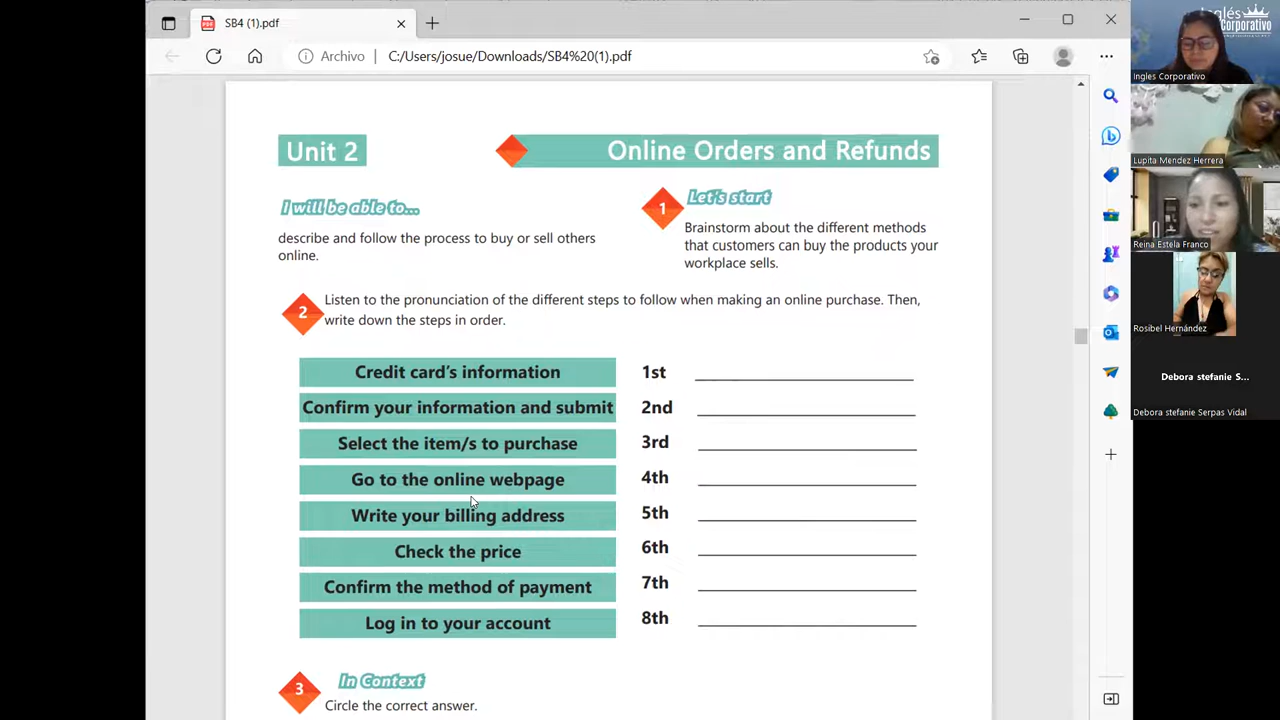 SB4 (1).pdf
Archivo
C:/Users/josue/Downloads/SB4%20(1).pdf
Unit 2
Online Orders and Refunds
I will be able to...
describe and follow the process to buy or sell others
online.
1
Let's start
Brainstorm about the different methods
that customers can buy the products your
workplace sells.
2
Listen to the pronunciation of the different steps to follow when making an online purchase. Then,
write down the steps in order.
Credit card's information
Confirm your information and submit
Select the item/s to purchase
Go to the online webpage
Write your billing address
Check the price
Confirm the method of payment
Log in to your account
1st
2nd
3rd
4th
5th
6th
7th
8th
3
In Context
Circle the correct answer.
Inglés
Corporativo
Ingles Corporativo
Lupita Mendez Herrera
Reina Estela Franco
Rosibel Hernández
Debora stefanie S...
Debora stefanie Serpas Vidal